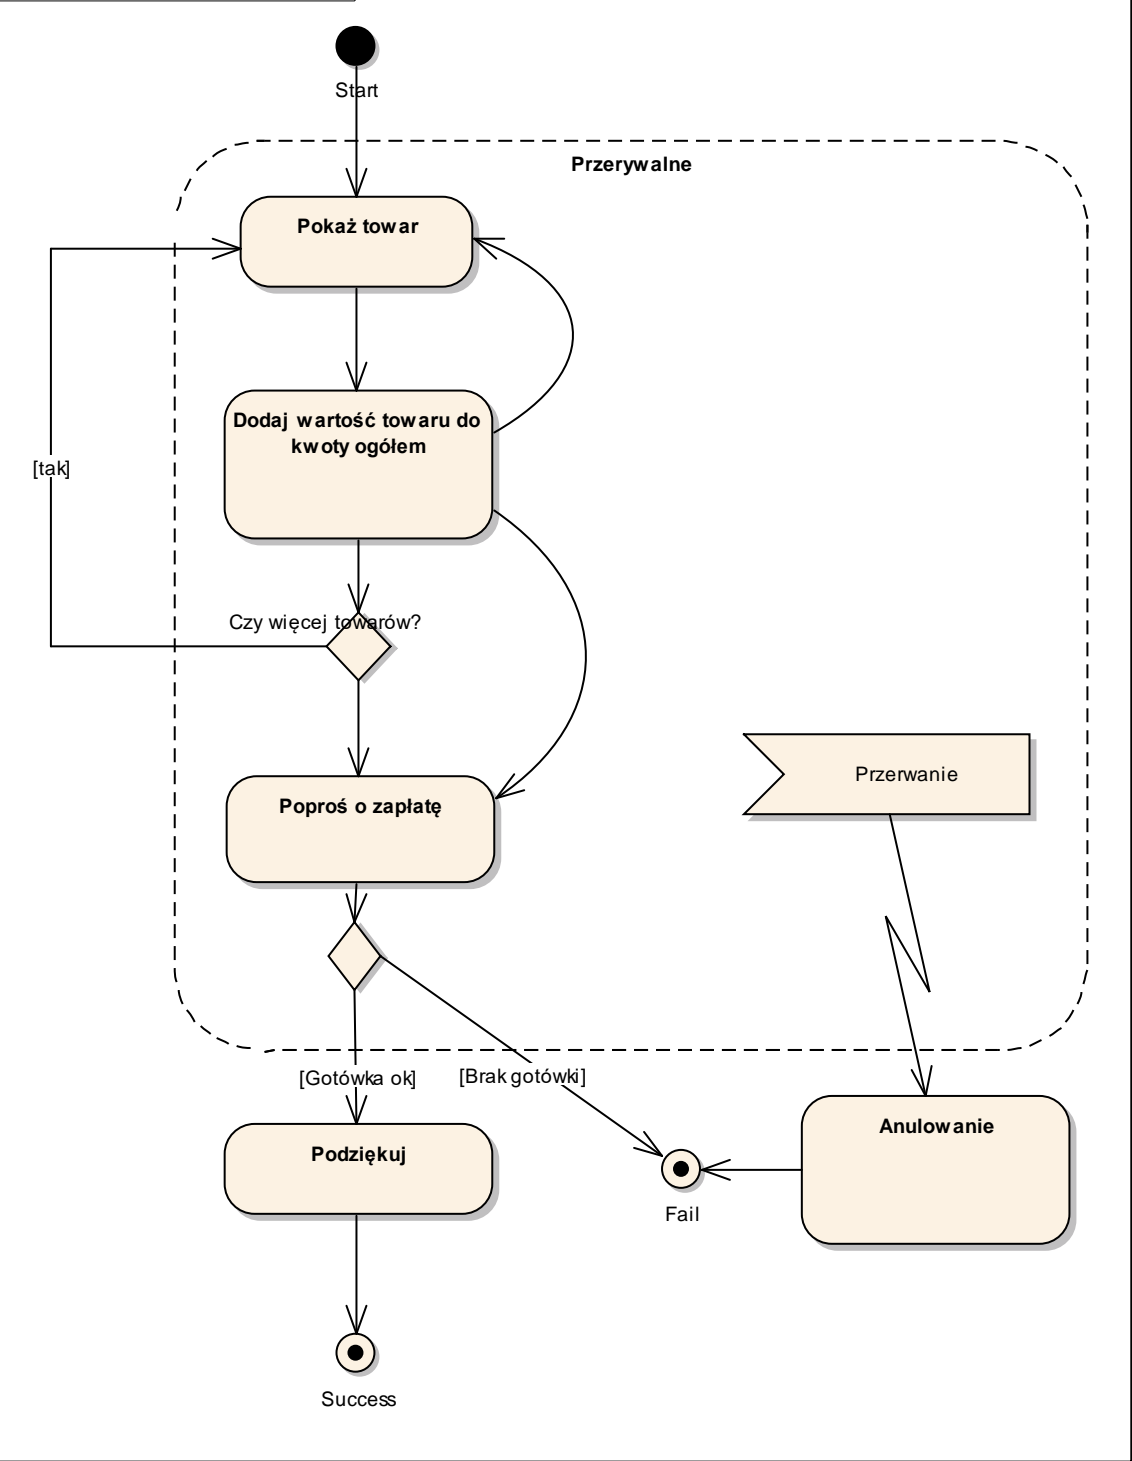 Start
Przerywalne
Pokaż towar
Dodaj wartość towaru do
kwoty ogółem
[tak]
Czy więcej towarów?
Przerwanie
Poproś o zapłatę
[Gotówka ok]
[Brak gotówki]
Anulowanie
Podziękuj
Fail
Success